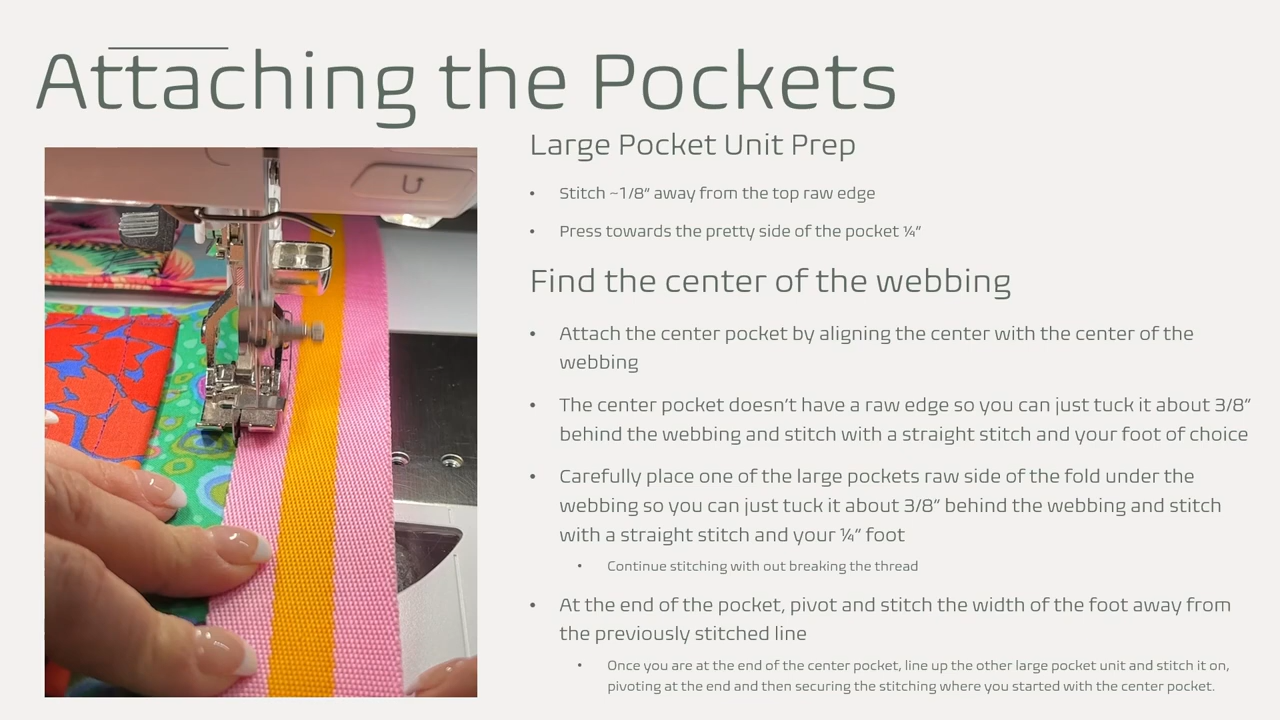 Attaching the Pockets
Large Pocket Unit Prep
• Stitch ~1/8” away from the top raw edge
• Press towards the pretty side of the pocket ¼”
Find the center of the webbing
• Attach the center pocket by aligning the center with the center of the
webbing
• The center pocket doesn’t have a raw edge so you can just tuck it about 3/8”
behind the webbing and stitch with a straight stitch and your foot of choice
• Carefully place one of the large pockets raw side of the fold under the
webbing so you can just tuck it about 3/8” behind the webbing and stitch
with a straight stitch and your ¼” foot
• Continue stitching with out breaking the thread
• At the end of the pocket, pivot and stitch the width of the foot away from
the previously stitched line
• Once you are at the end of the center pocket, line up the other large pocket unit and stitch it on,
pivoting at the end and then securing the stitching where you started with the center pocket.